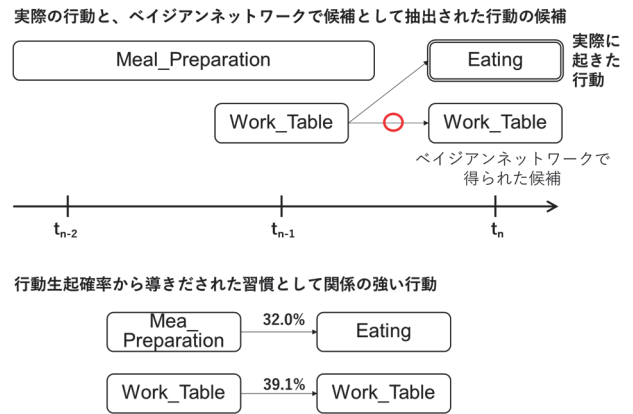 実際の行動と、ベイジアンネットワークで候補として抽出された行動の候補
Meal_Preparation
Eating
実際に
起きた
行動
Work_Table
Work_Table
ベイジアンネットワークで
得られた候補
tn-2
tn-1
tn
行動生起確率から導きだされた習慣として関係の強い行動
Mea_
Preparation
32.0%
Eating
Work_Table
39.1%
Work_Table